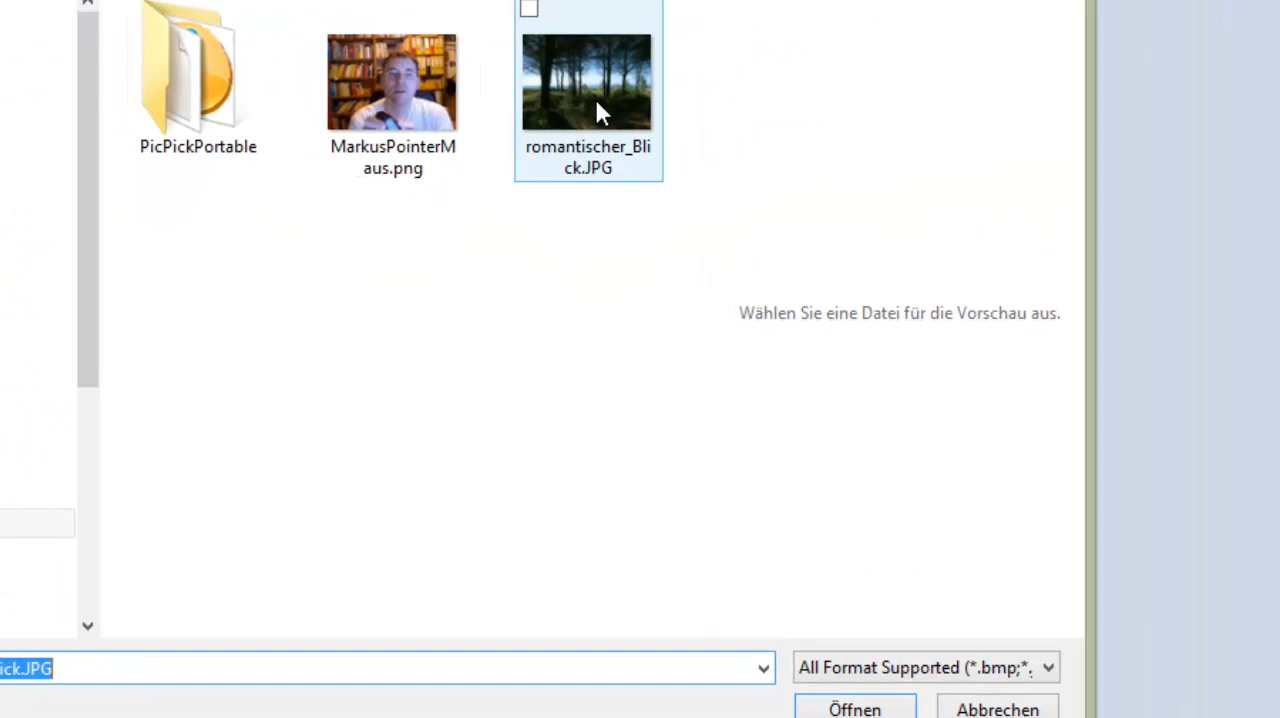 PicPickPortable
MarkusPointerM
aus.png
romantischer_Bli
ck.JPG
Wählen Sie eine Datei für die Vorschau aus.
ick.JPG
All Format Supported (*.bmp;*.
Öffnen
Abbrechen